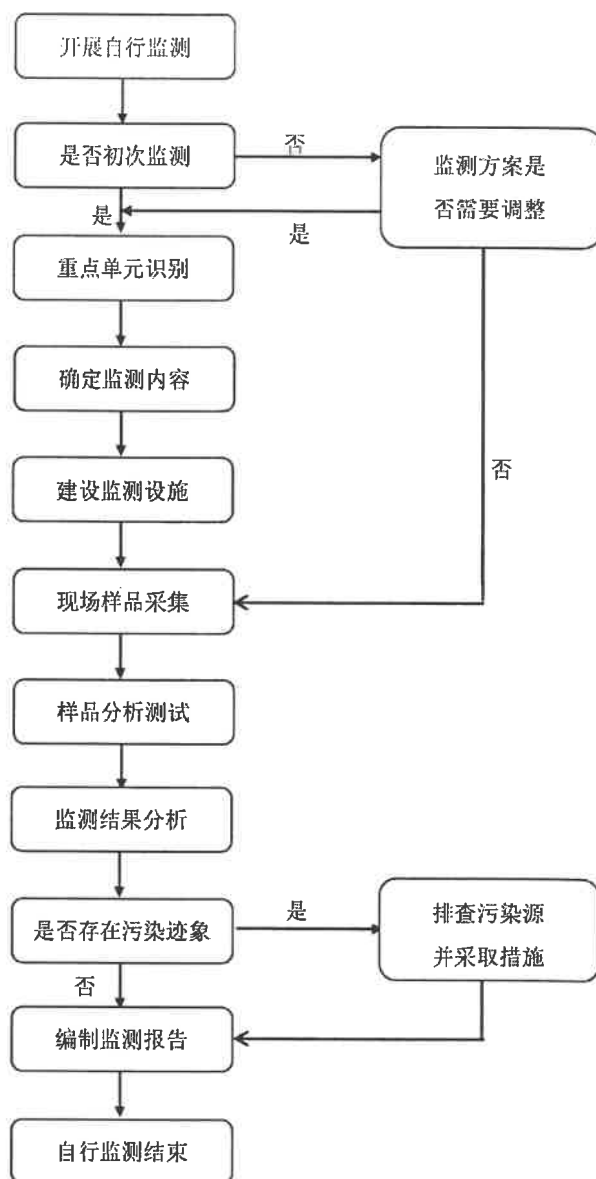 开展自行监测
是否初次监测
否
监测方案是
否需要调整
是
是
重点单元识别
确定监测内容
建设监测设施
否
现场样品采集
样品分析测试
监测结果分析
是否存在污染迹象
是
排查污染源
并采取措施
否
编制监测报告
自行监测结束